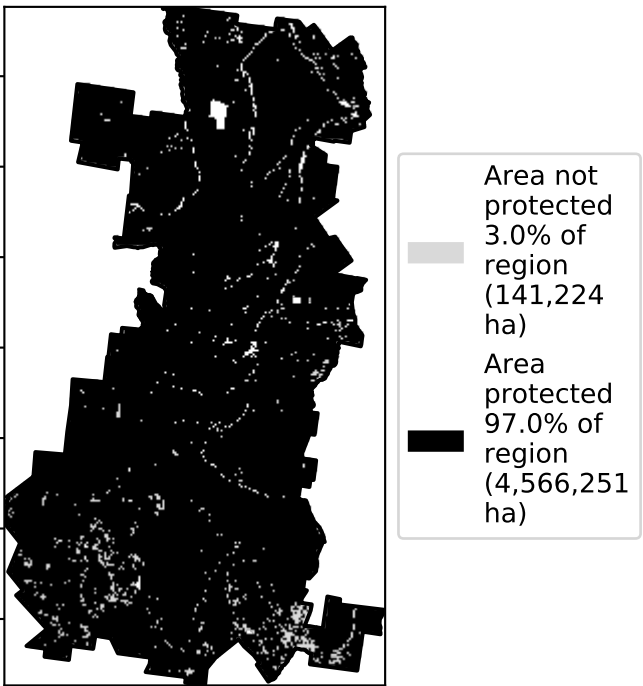 Area not
protected
3.0% of
region
(141,224
ha)
Area
protected
97.0% of
region
(4,566,251
ha)